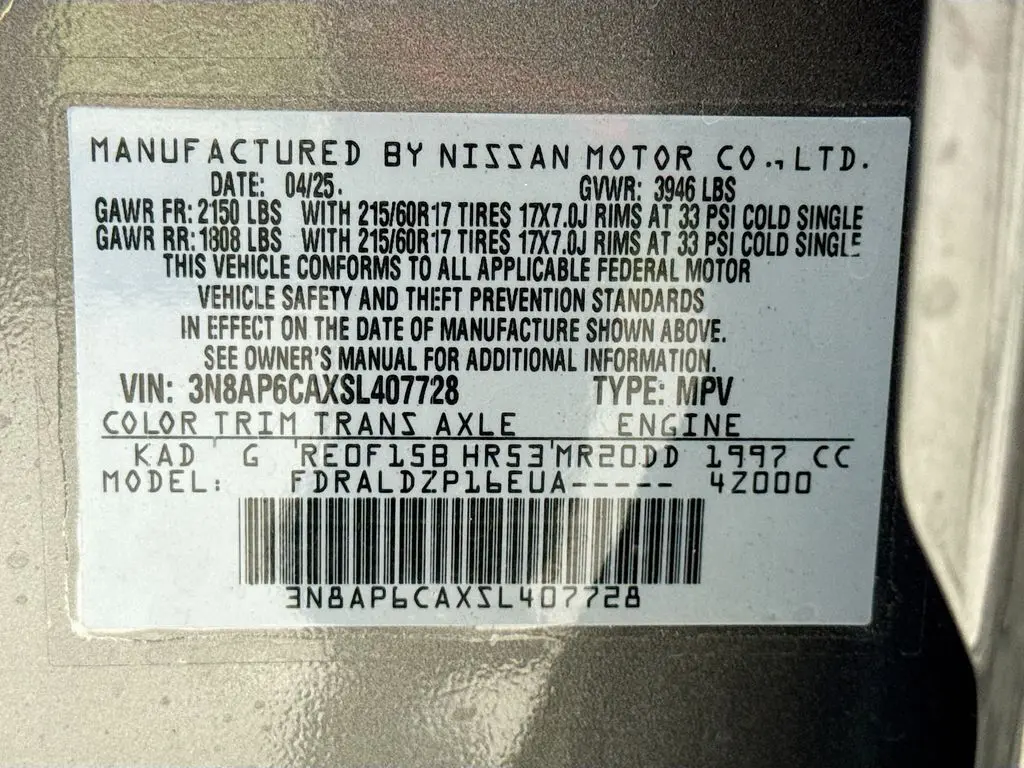 MANUFACTURED BY NISSAN MOTOR CO., LTD.
DATE: 04/25. GVWR: 3946 LBS
GAWR FR: 2150 LBS WITH 215/60R17 TIRES 17X7.0J RIMS AT 33 PSI COLD SINGLE
GAWR RR: 1808 LBS WITH 215/60R17 TIRES 17X7.0J RIMS AT 33 PSI COLD SINGLE
THIS VEHICLE CONFORMS TO ALL APPLICABLE FEDERAL MOTOR
VEHICLE SAFETY AND THEFT PREVENTION STANDARDS
IN EFFECT ON THE DATE OF MANUFACTURE SHOWN ABOVE.
SEE OWNER'S MANUAL FOR ADDITIONAL INFORMATION.
VIN: 3N8AP6CAXSL407728 TYPE: MPV
COLOR TRIM TRANS AXLE ENGINE
KAD G RE0F15B HR53 MR20DD 1997 CC
MODEL: FDRALDZP16EUA----- 4Z000
3N8AP6CAXSL407728